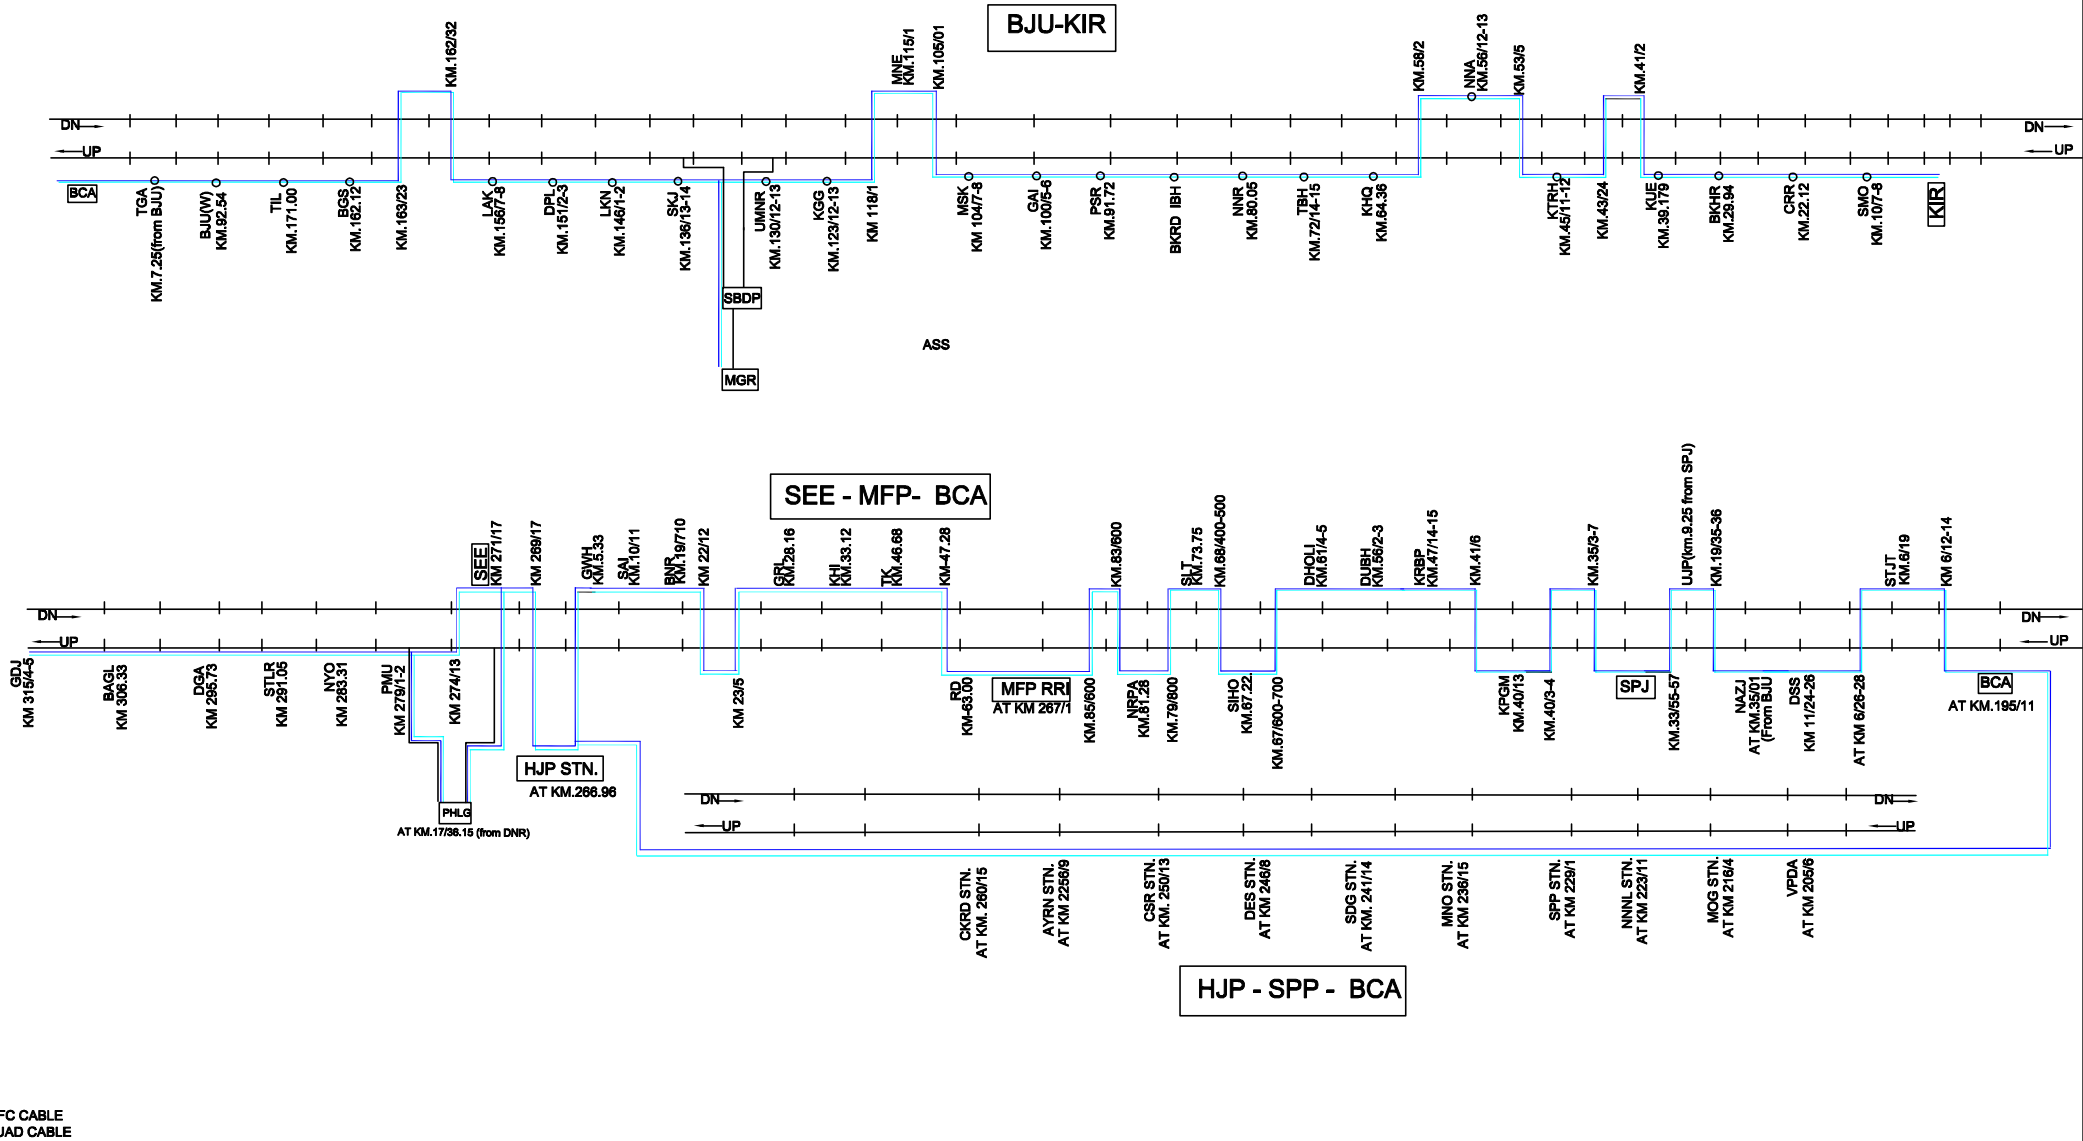 BJU-KIR
KM.162/32
MNE
KM.115/1
KM.105/01
KM.58/2
NNA
KM.56/12-13
KM.53/5
KM.41/2
DN
UP
DN
UP
BCA
TGA
KM.7.25(from BJU)
BJU(W)
KM.92.54
TIL
KM.171.00
BGS
KM.162.12
KM.163/23
LAK
KM.156/7-8
DPL
KM.151/2-3
LKN
KM.146/1-2
SKJ
KM.136/13-14
UMNR
KM.130/12-13
KGG
KM.123/12-13
KM 118/1
MSK
KM 104/7-8
GAI
KM.100/5-6
PSR
KM.91.72
BKRD IBH
NNR
KM.80.05
TBH
KM.72/14-15
KHQ
KM.64.36
KTRH
KM.45/11-12
KM.43/24
KUE
KM.39.179
BKHR
KM.29.94
CRR
KM.22.12
SMO
KM.10/7-8
KIR
SBDP
MGR
ASS
SEE - MFP- BCA
SEE
KM 271/17
KM 269/17
GWH
KM.5.33
SAI
KM.10/11
BNR
KM.19/7/10
KM 22/12
GRL
KM.28.16
KHI
KM.33.12
TK
KM.46.68
KM-47.28
KM.83/600
SLT
KM.73.75
KM.68/400-500
DHOLI
KM.61/4-5
DUBH
KM.56/2-3
KRBP
KM.47/14-15
KM.41/6
KM.35/3-7
UJP(km.9.25 from SPJ)
KM.19/35-36
STJT
KM.6/19
KM 6/12-14
DN
UP
DN
UP
GDJ
KM 315/4-5
BAGL
KM 306.33
DGA
KM 295.73
STLR
KM 291.05
NYO
KM 283.31
PMU
KM 279/1-2
KM 274/13
KM 23/5
RD
KM-63.00
MFP RRI
AT KM 267/1
KM.85/600
NRPA
KM.81.28
KM.79/800
SIHO
KM.67.22.
KM.67/600-700
KPGM
KM.40/13
KM.40/3-4
SPJ
KM.33/55-57
NAZJ
AT KM.35/01
(From BJU
DSS
KM 11/24-26
AT KM 6/26-28
BCA
AT KM.195/11
HJP STN.
AT KM.266.96
PHLG
AT KM.17/36.15 (from DNR)
DN
UP
DN
UP
CKRD STN.
AT KM. 260/15
AYRN STN.
AT KM 2256/9
CSR STN.
AT KM. 250/13
DES STN.
AT KM 246/8
SDG STN.
AT KM. 241/14
MNO STN.
AT KM 236/15
SPP STN.
AT KM 229/1
NNNL STN.
AT KM 223/11
MOG STN.
AT KM 216/4
VPDA
AT KM 205/6
HJP - SPP - BCA
FC CABLE
JAD CABLE